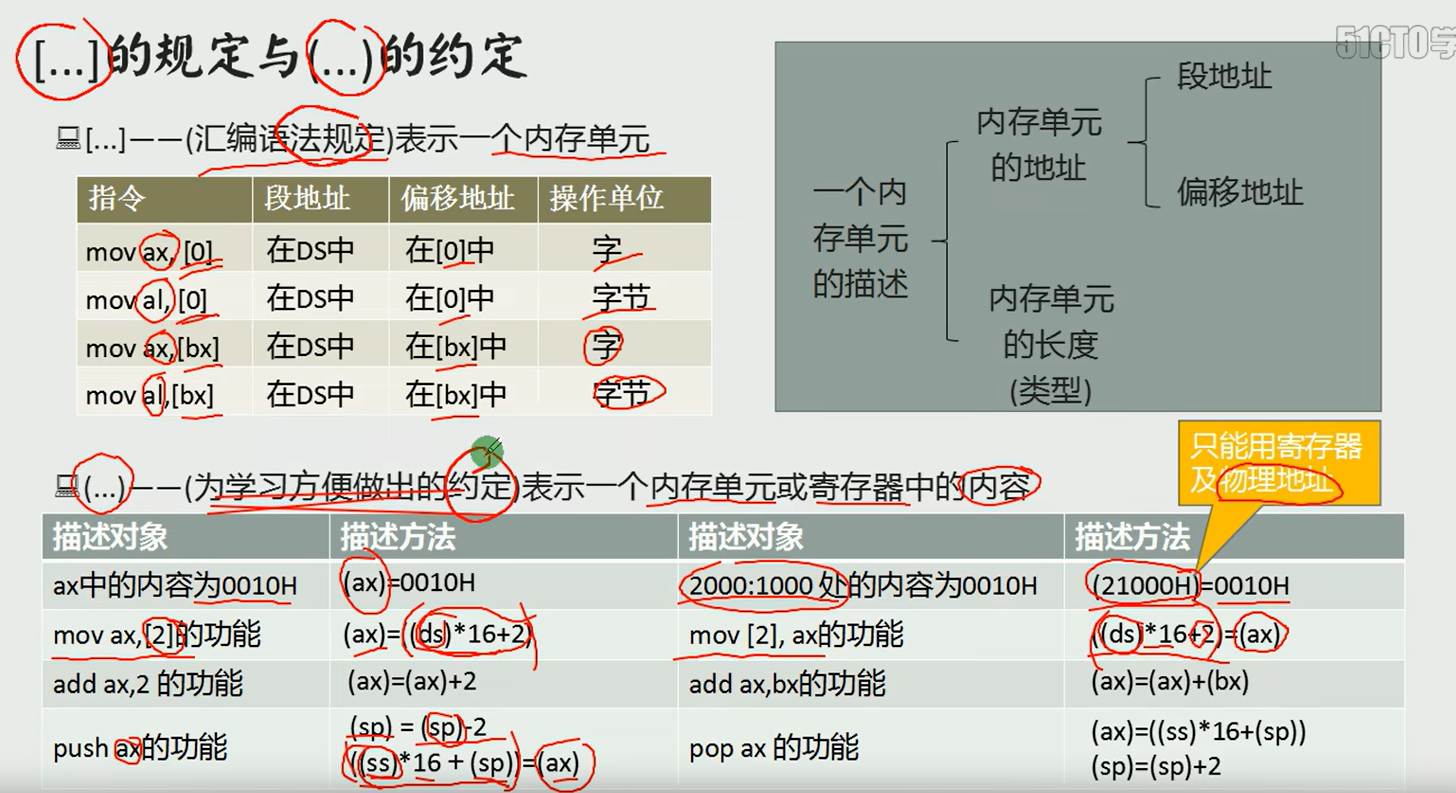 [...]的规定与(...)的约定
51CTO学
[...]——(汇编语法规定)表示一个内存单元
指令 段地址 偏移地址 操作单位
mov ax, [0] 在DS中 在[0]中 字
mov al, [0] 在DS中 在[0]中 字节
mov ax,[bx] 在DS中 在[bx]中 字
mov al,[bx] 在DS中 在[bx]中 字节
一个内
存单元
的描述
内存单元
的地址
段地址
偏移地址
内存单元
的长度
(类型)
只能用寄存器
及物理地址
(...)——(为学习方便做出的约定)表示一个内存单元或寄存器中的内容
描述对象 描述方法 描述对象 描述方法
ax中的内容为0010H (ax)=0010H 2000:1000 处的内容为0010H (21000H)=0010H
mov ax,[2]的功能 (ax)= ((ds)*16+2) mov [2], ax的功能 ((ds)*16+2)=(ax)
add ax,2 的功能 (ax)=(ax)+2 add ax,bx的功能 (ax)=(ax)+(bx)
push ax的功能 (sp) = (sp)-2
((ss)*16 + (sp))=(ax)
pop ax 的功能 (ax)=((ss)*16+(sp))
(sp)=(sp)+2